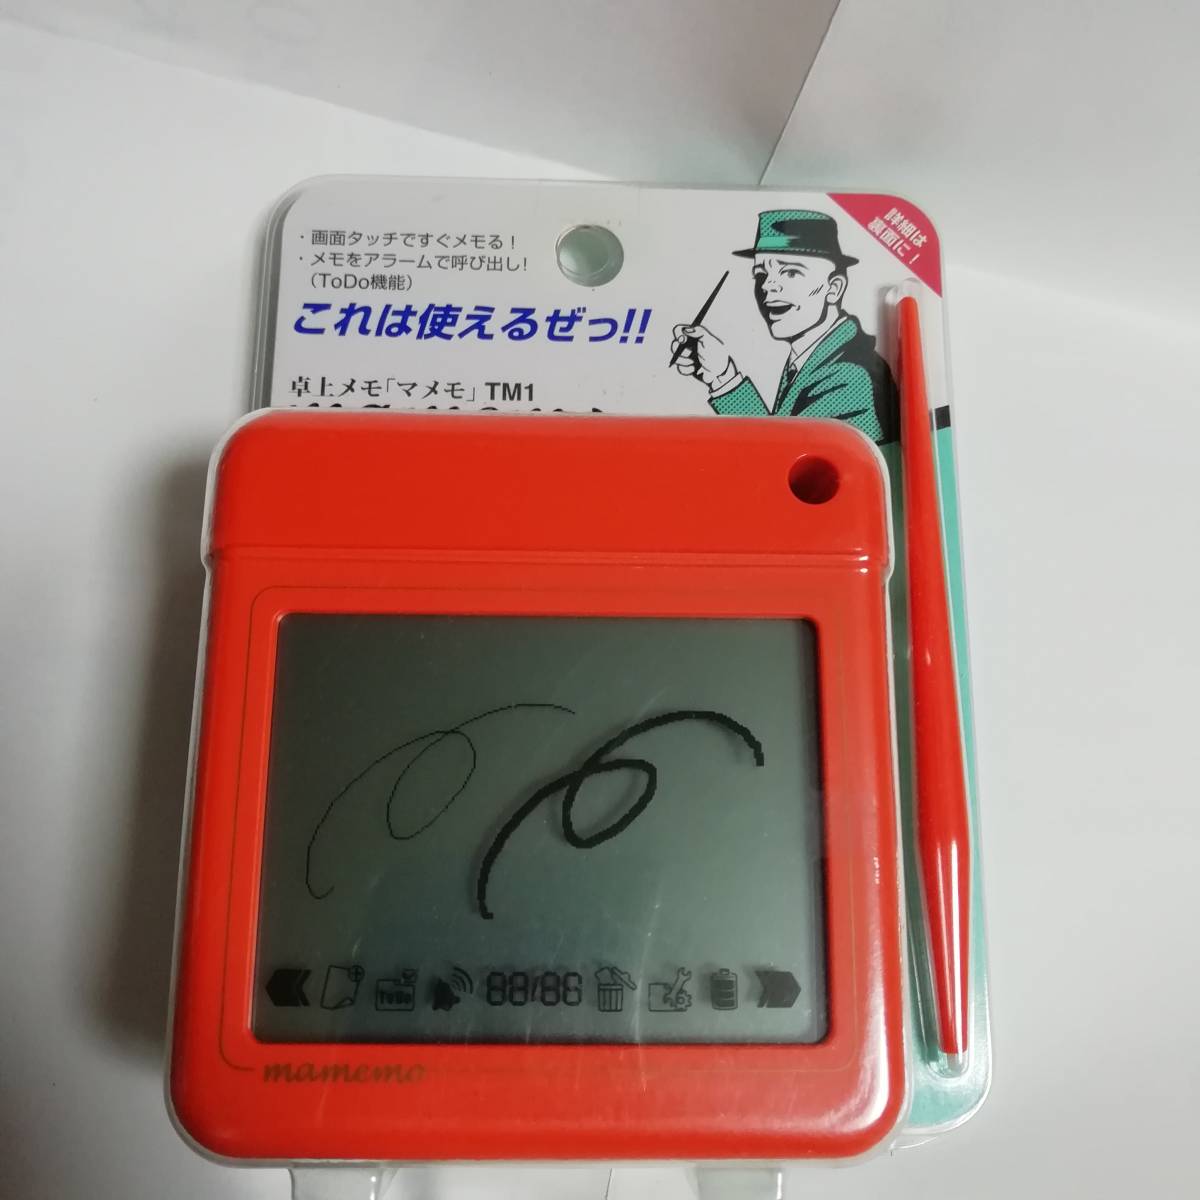 ・画面タッチですぐメモる！
・メモをアラームで呼び出し！
（ToDo機能）
これは使えるぜっ!!
卓上メモ「マメモ」TM1
詳細は
裏面に！
ToDo
88/86
mamemo